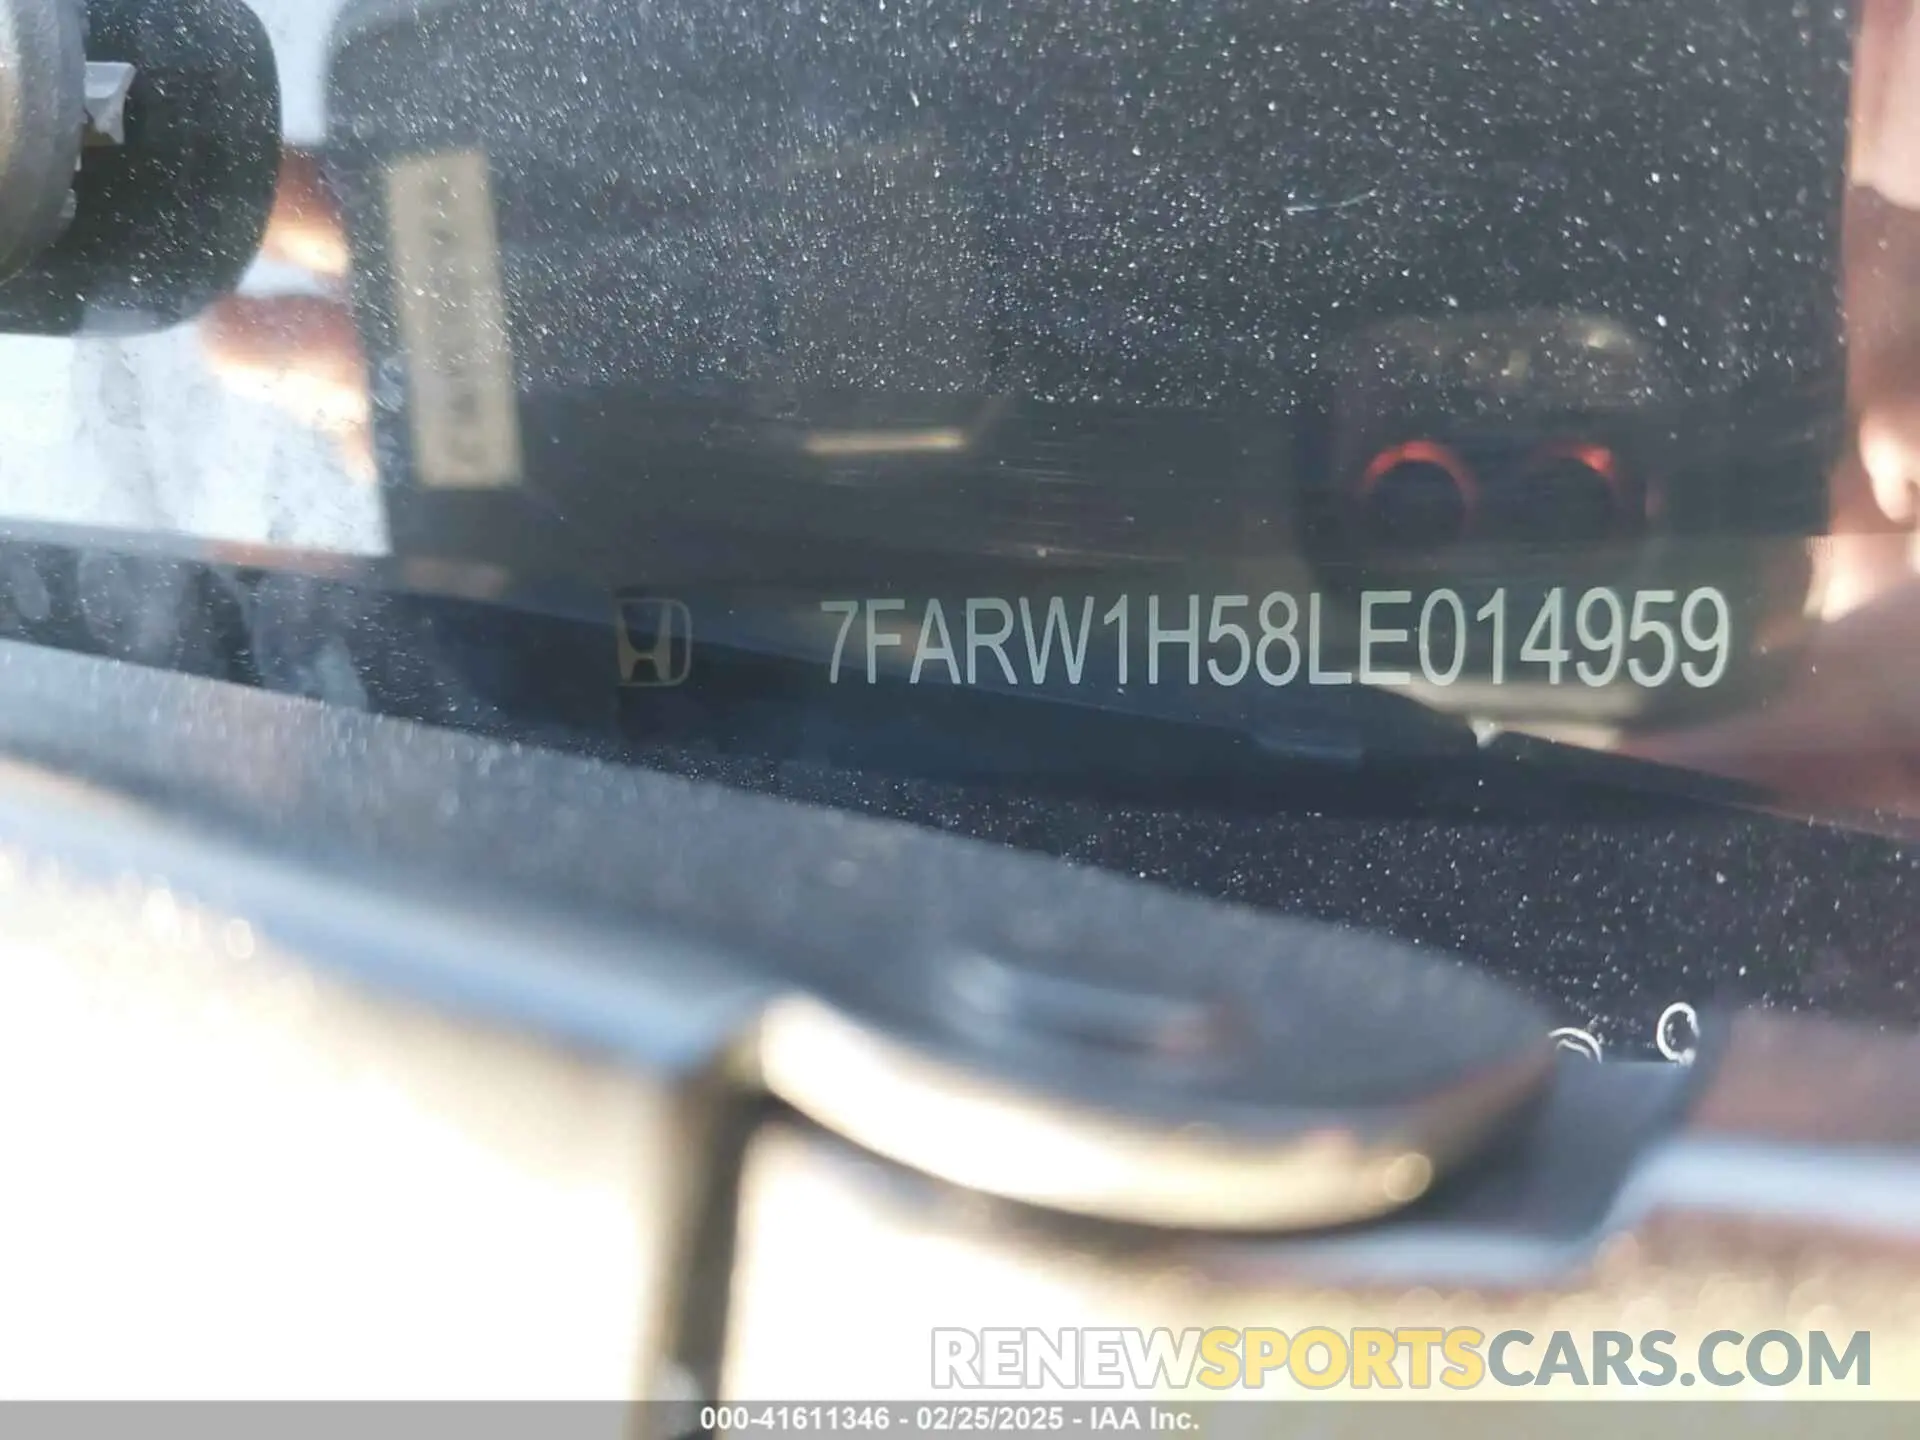 7FARW1H58LE014959
RENEWSPORTSCARS.COM
000-41611346 - 02/25/2025 - IAA Inc.